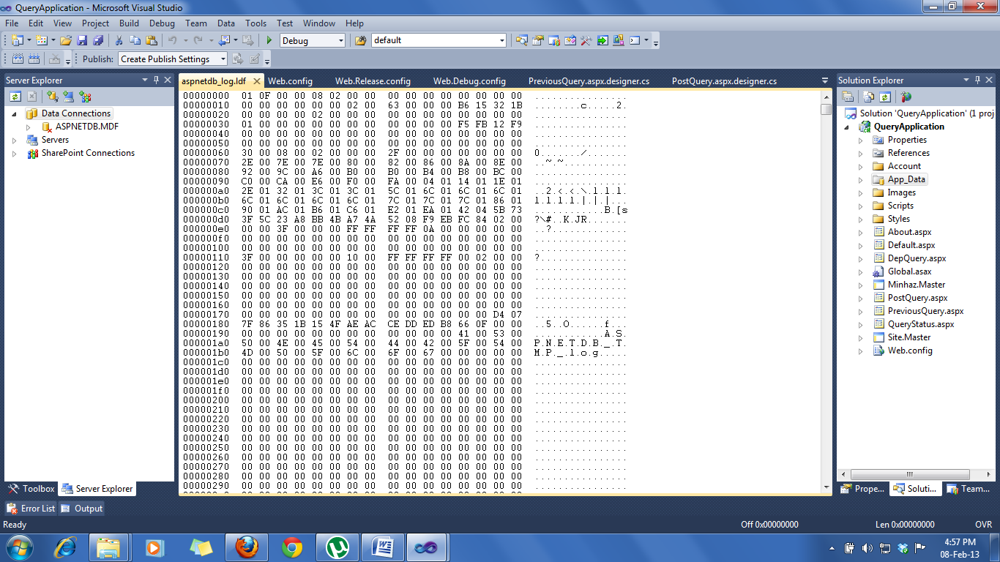 QueryApplication - Microsoft Visual Studio
File Edit View Project Build Debug Team Data Tools Test Window Help
Debug default
Publish: Create Publish Settings
Server Explorer
Data Connections
ASPNETDB.MDF
Servers
SharePoint Connections
Toolbox Server Explorer
aspnetdb_log.ldf Web.config Web.Release.config Web.Debug.config PreviousQuery.aspx.designer.cs PostQuery.aspx.designer.cs
00000000 01 0F 00 00 08 02 00 00 00 00 00 00 00 00 00 00 ................
00000010 00 00 00 00 00 00 02 00 63 00 00 00 B6 15 32 1B ........c.....2.
00000020 00 00 00 00 00 00 00 00 00 00 00 00 00 00 00 00 ................
00000030 01 00 00 00 00 00 00 00 00 00 00 00 F5 FB 12 F9 ................
00000040 00 00 00 00 00 00 00 00 00 00 00 00 00 00 00 00 ................
00000050 00 00 00 00 00 00 00 00 00 00 00 00 00 00 00 00 ................
00000060 30 00 08 00 02 00 00 00 2F 00 00 00 00 00 00 00 0......./.......
00000070 2E 00 7E 00 7E 00 80 00 82 00 86 00 8A 00 8E 00 ..~.~...........
00000080 92 00 9C 00 A6 00 B0 00 B0 00 B4 00 B8 00 BC 00 ................
00000090 C0 00 CA 00 E6 00 F0 00 FA 00 04 01 14 01 1E 01 ................
000000a0 2E 01 32 01 3C 01 3C 01 5C 01 6C 01 6C 01 6C 01 ..2.<.<.\.l.l.l.
000000b0 6C 01 6C 01 6C 01 6C 01 7C 01 7C 01 7C 01 86 01 l.l.l.l.|.|.|...
000000c0 90 01 AC 01 B6 01 C6 01 E2 01 EA 01 42 04 5B 73 ............B.[s
000000d0 3F 5C 23 A8 BB 4B A7 4A 52 08 F9 EB FC 84 02 00 ?\#..K.JR.......
000000e0 00 00 3F 00 00 00 FF FF FF FF 0A 00 00 00 00 00 ..?.............
000000f0 00 00 00 00 00 00 00 00 00 00 00 00 00 00 00 00 ................
00000100 00 00 00 00 00 00 00 00 00 00 00 00 00 00 00 00 ................
00000110 3F 00 00 00 00 00 10 00 FF FF FF FF 00 02 00 00 ?...............
00000120 00 00 00 00 00 00 00 00 00 00 00 00 00 00 00 00 ................
00000130 00 00 00 00 00 00 00 00 00 00 00 00 00 00 00 00 ................
00000140 00 00 00 00 00 00 00 00 00 00 00 00 00 00 00 00 ................
00000150 00 00 00 00 00 00 00 00 00 00 00 00 00 00 00 00 ................
00000160 00 00 00 00 00 00 00 00 00 00 00 00 00 00 00 00 ................
00000170 00 00 00 00 00 00 00 00 00 00 00 00 00 00 D4 07 ................
00000180 7F 86 35 1B 15 4F AE AC CE DD ED B8 66 0F 00 00 ..5..O......f...
00000190 00 00 00 00 00 00 00 00 00 00 00 00 41 00 53 00 ............A.S.
000001a0 50 00 4E 00 45 00 54 00 44 00 42 00 5F 00 54 00 P.N.E.T.D.B._.T.
000001b0 4D 00 50 00 5F 00 6C 00 6F 00 67 00 00 00 00 00 M.P._.l.o.g.....
000001c0 00 00 00 00 00 00 00 00 00 00 00 00 00 00 00 00 ................
000001d0 00 00 00 00 00 00 00 00 00 00 00 00 00 00 00 00 ................
000001e0 00 00 00 00 00 00 00 00 00 00 00 00 00 00 00 00 ................
000001f0 00 00 00 00 00 00 00 00 00 00 00 00 00 00 00 00 ................
00000200 00 00 00 00 00 00 00 00 00 00 00 00 00 00 00 00 ................
00000210 00 00 00 00 00 00 00 00 00 00 00 00 00 00 00 00 ................
00000220 00 00 00 00 00 00 00 00 00 00 00 00 00 00 00 00 ................
00000230 00 00 00 00 00 00 00 00 00 00 00 00 00 00 00 00 ................
00000240 00 00 00 00 00 00 00 00 00 00 00 00 00 00 00 00 ................
00000250 00 00 00 00 00 00 00 00 00 00 00 00 00 00 00 00 ................
00000260 00 00 00 00 00 00 00 00 00 00 00 00 00 00 00 00 ................
00000270 00 00 00 00 00 00 00 00 00 00 00 00 00 00 00 00 ................
00000280 00 00 00 00 00 00 00 00 00 00 00 00 00 00 00 00 ................
00000290 00 00 00 00 00 00 00 00 00 00 00 00 00 00 00 00 ................
Solution Explorer
Solution 'QueryApplication' (1 proj
QueryApplication
Properties
References
Account
App_Data
Images
Scripts
Styles
About.aspx
Default.aspx
DepQuery.aspx
Global.asax
Minhaz.Master
PostQuery.aspx
PreviousQuery.aspx
QueryStatus.aspx
Site.Master
Web.config
Prope... Soluti... Team...
Error List Output
Ready Off 0x00000000 Len 0x00000000 OVR
4:57 PM
08-Feb-13